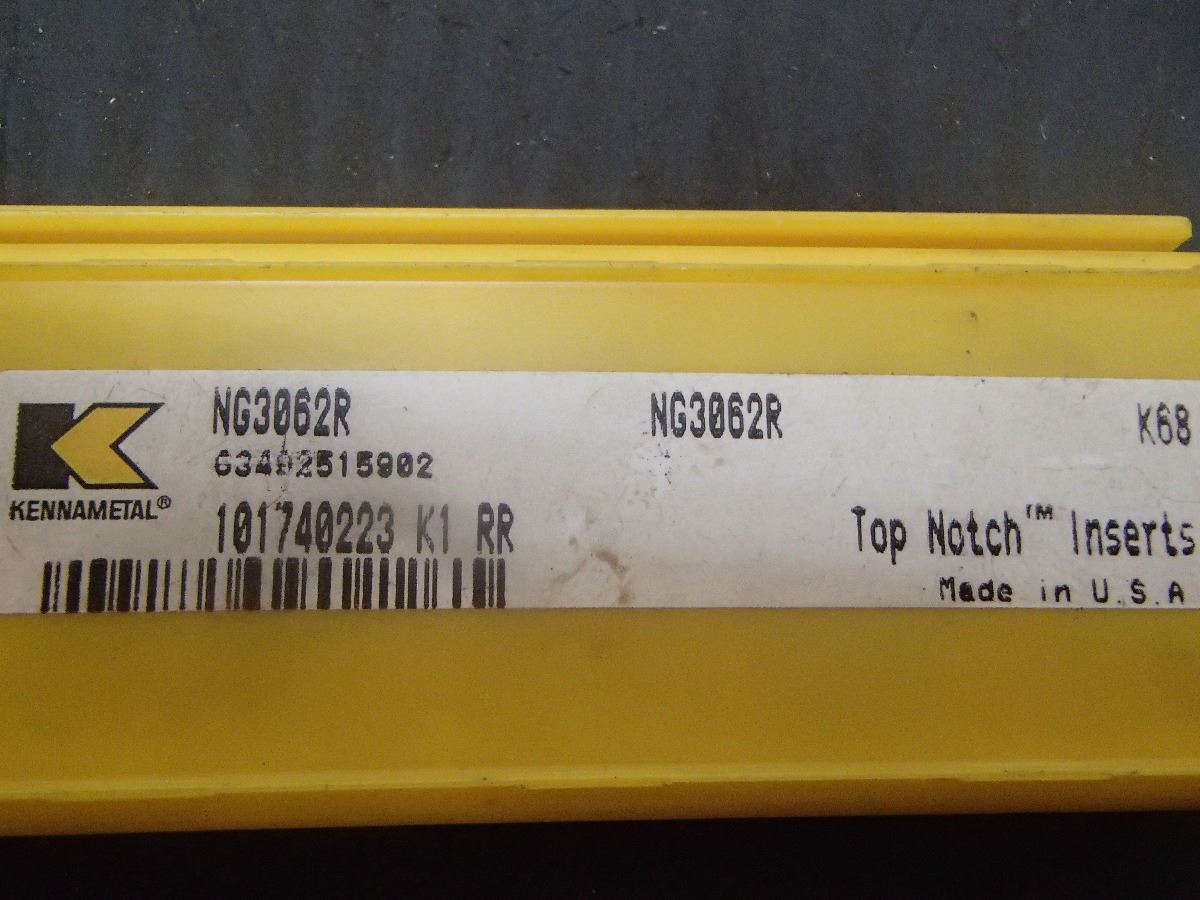 NG3062R NG3062R K68
63492515902
KENNAMETAL®
101740223 K1 RR
Top Notch™ Inserts
Made in U.S.A